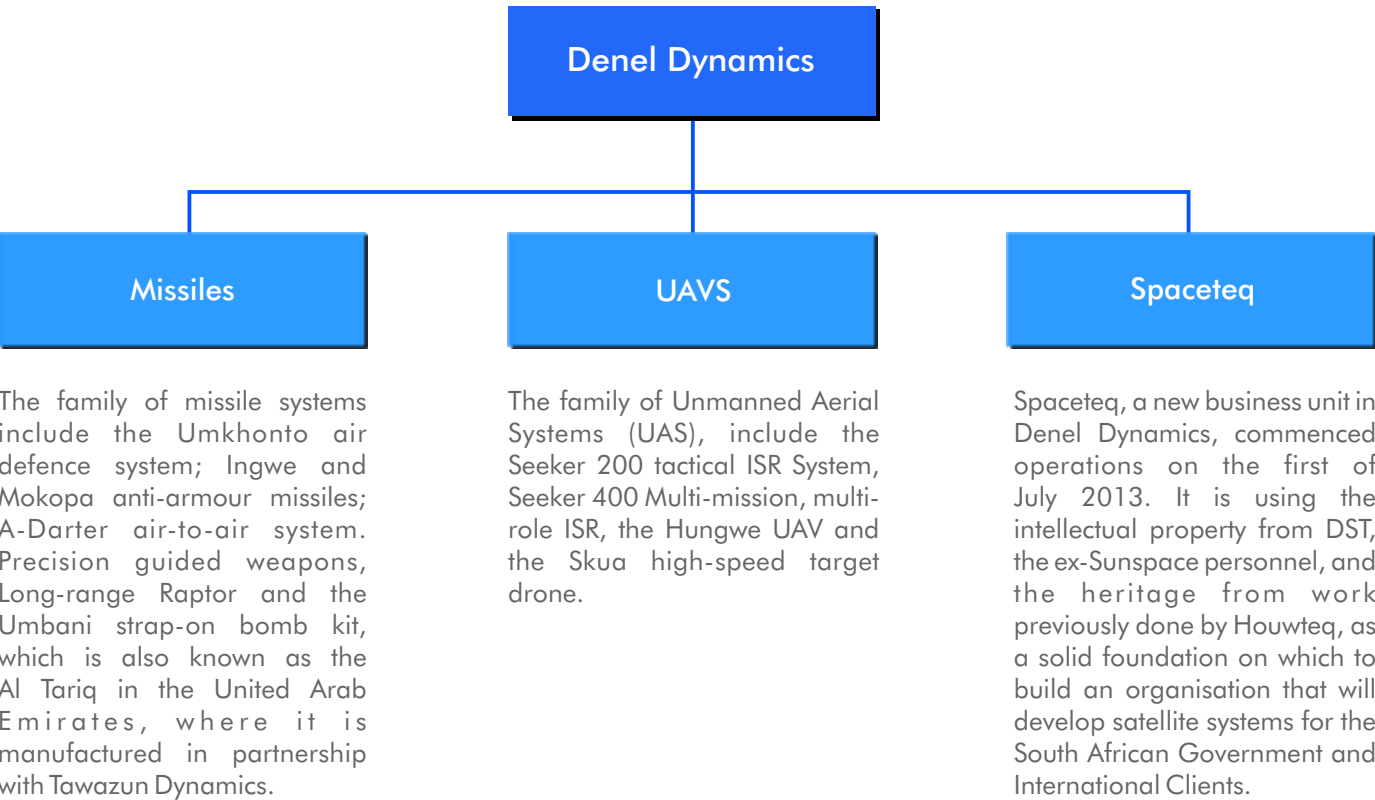 Denel Dynamics
Missiles
The family of missile systems
include the Umkhonto air
defence system; Ingwe and
Mokopa anti-armour missiles;
A-Darter air-to-air system.
Precision guided weapons,
Long-range Raptor and the
Umbani strap-on bomb kit,
which is also known as the
Al Tariq in the United Arab
Emirates, where it is
manufactured in partnership
with Tawazun Dynamics.
UAVS
The family of Unmanned Aerial
Systems (UAS), include the
Seeker 200 tactical ISR System,
Seeker 400 Multi-mission, multi-
role ISR, the Hungwe UAV and
the Skua high-speed target
drone.
Spaceteq
Spaceteq, a new business unit in
Denel Dynamics, commenced
operations on the first of
July 2013. It is using the
intellectual property from DST,
the ex-Sunspace personnel, and
the heritage from work
previously done by Houwteq, as
a solid foundation on which to
build an organisation that will
develop satellite systems for the
South African Government and
International Clients.